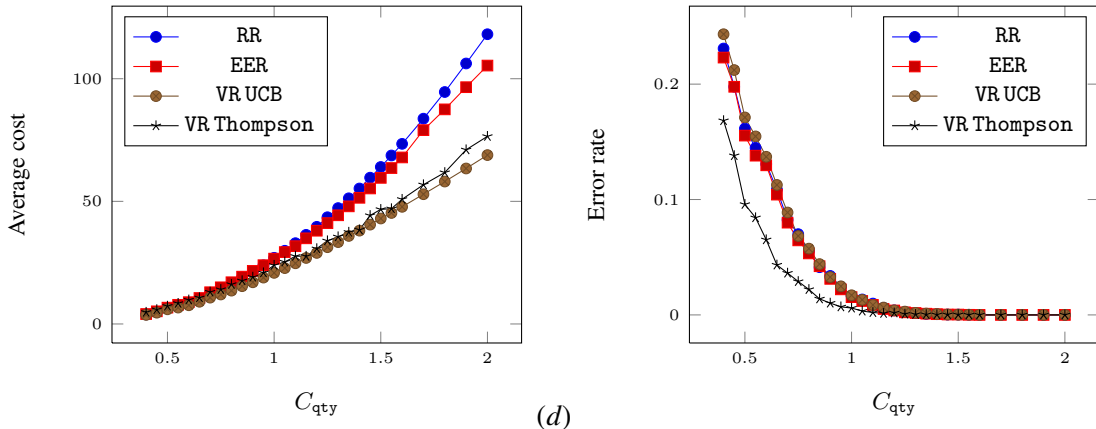 RR
EER
VR UCB
VR Thompson
Average cost
100
50
0
0.5
1
1.5
2
C_qty
(d)
RR
EER
VR UCB
VR Thompson
Error rate
0.2
0.1
0
0.5
1
1.5
2
C_qty